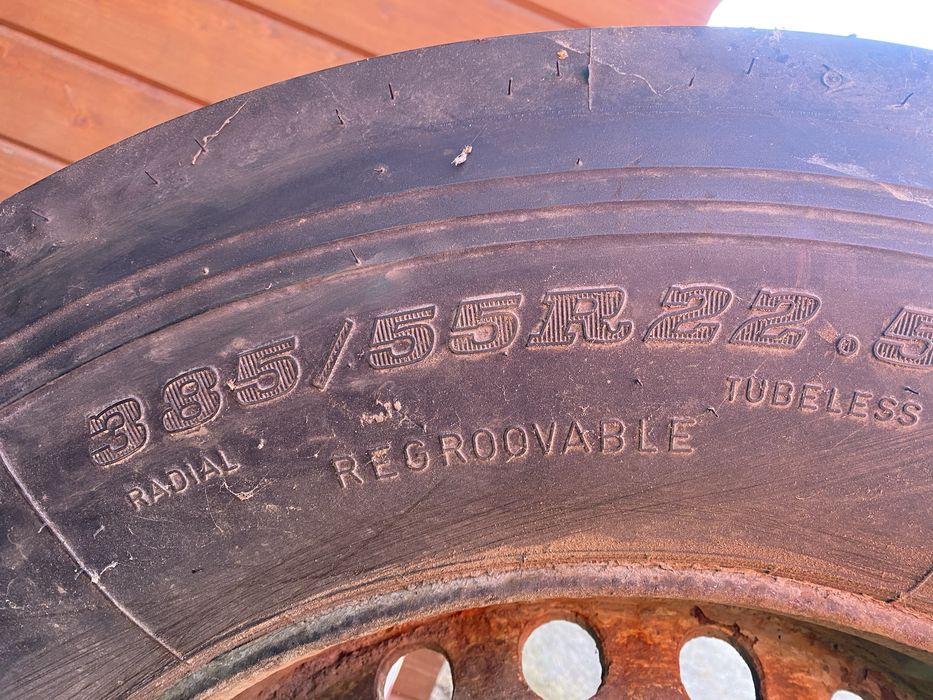 385/55R22.5
TUBELESS
RADIAL
REGROOVABLE